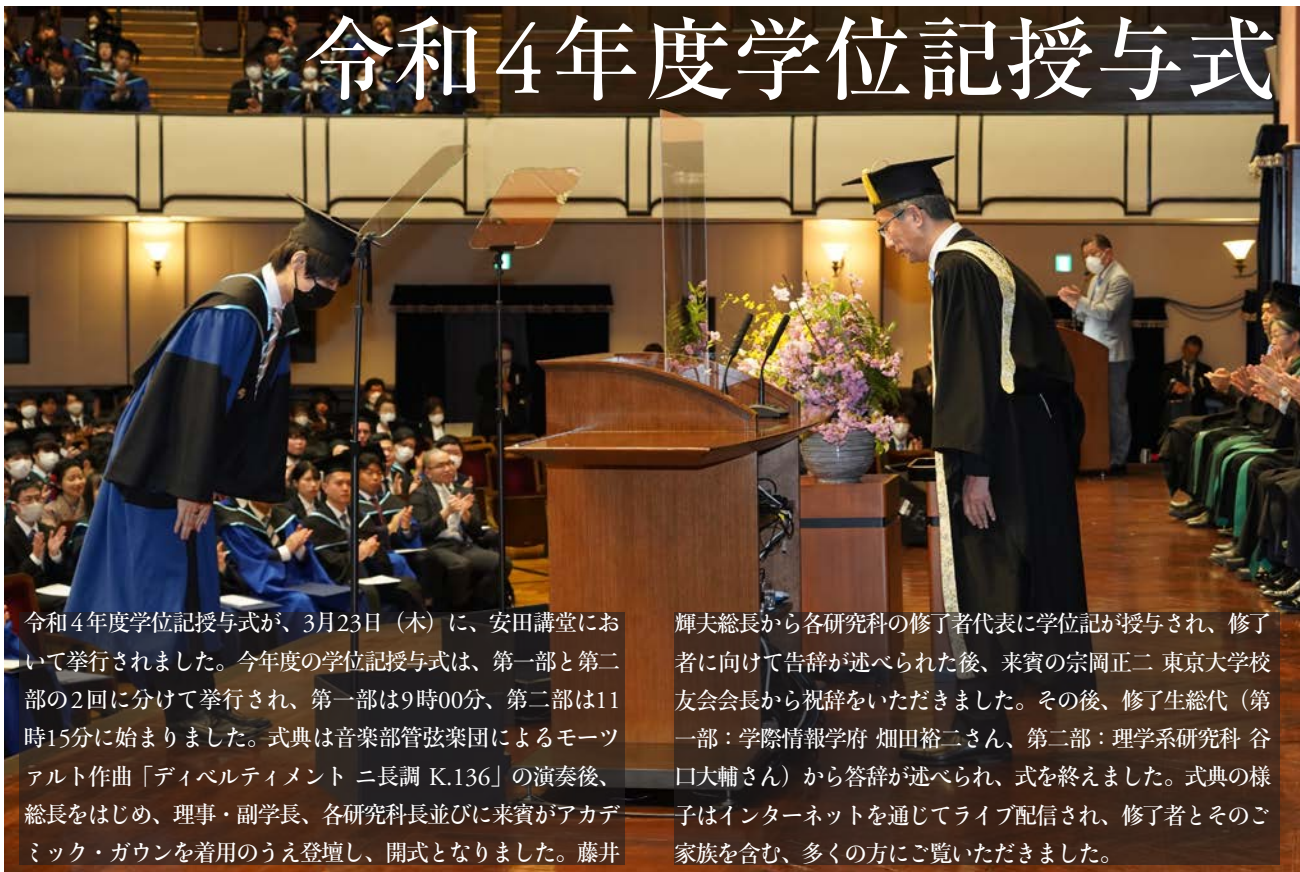 令和4年度学位記授与式
令和4年度学位記授与式が、3月23日（木）に、安田講堂にお
いて挙行されました。今年度の学位記授与式は、第一部と第二
部の2回に分けて挙行され、第一部は9時00分、第二部は11
時15分に始まりました。式典は音楽部管弦楽団によるモーツ
ァルト作曲「ディベルティメント ニ長調 K.136」の演奏後、
総長をはじめ、理事・副学長、各研究科長並びに来賓がアカデ
ミック・ガウンを着用のうえ登壇し、開式となりました。藤井
輝夫総長から各研究科の修了者代表に学位記が授与され、修了
者に向けて告辞が述べられた後、来賓の宗岡正二 東京大学校
友会会長から祝辞をいただきました。その後、修了生総代（第
一部：学際情報学府 畑田裕二さん、第二部：理学系研究科 谷
口大輔さん）から答辞が述べられ、式を終えました。式典の様
子はインターネットを通じてライブ配信され、修了者とそのご
家族を含む、多くの方にご覧いただきました。